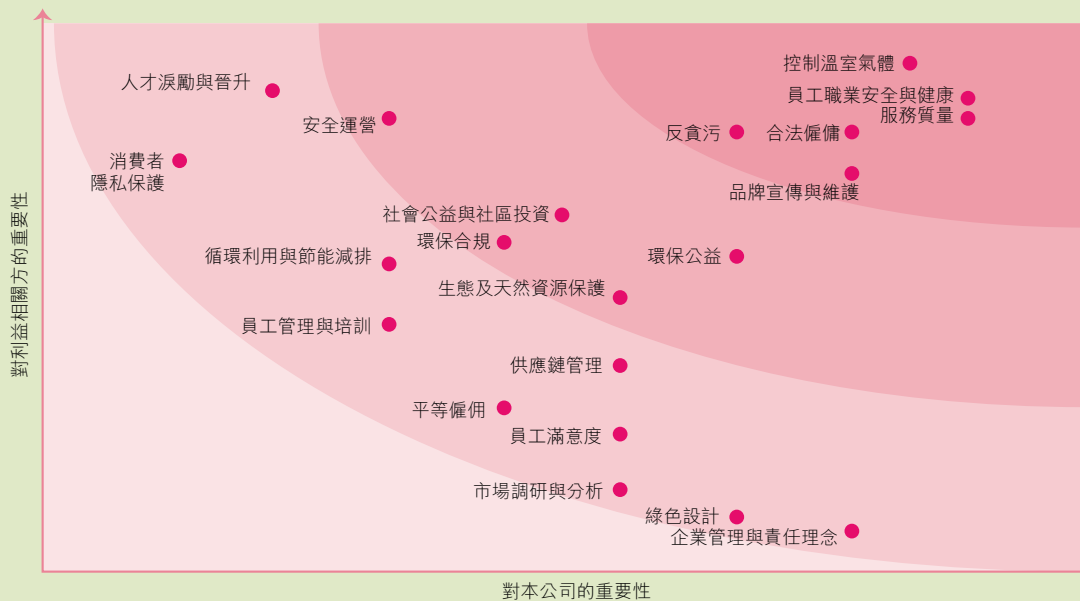 控制溫室氣體
人才淚勵與晉升
員工職業安全與健康
服務質量
安全運營
反貪污
合法僱傭
消費者
隱私保護
品牌宣傳與維護
社會公益與社區投資
環保合規
循環利用與節能減排
環保公益
生態及天然資源保護
員工管理與培訓
供應鏈管理
平等僱佣
員工滿意度
市場調研與分析
綠色設計
企業管理與責任理念
對利益相關方的重要性
對本公司的重要性